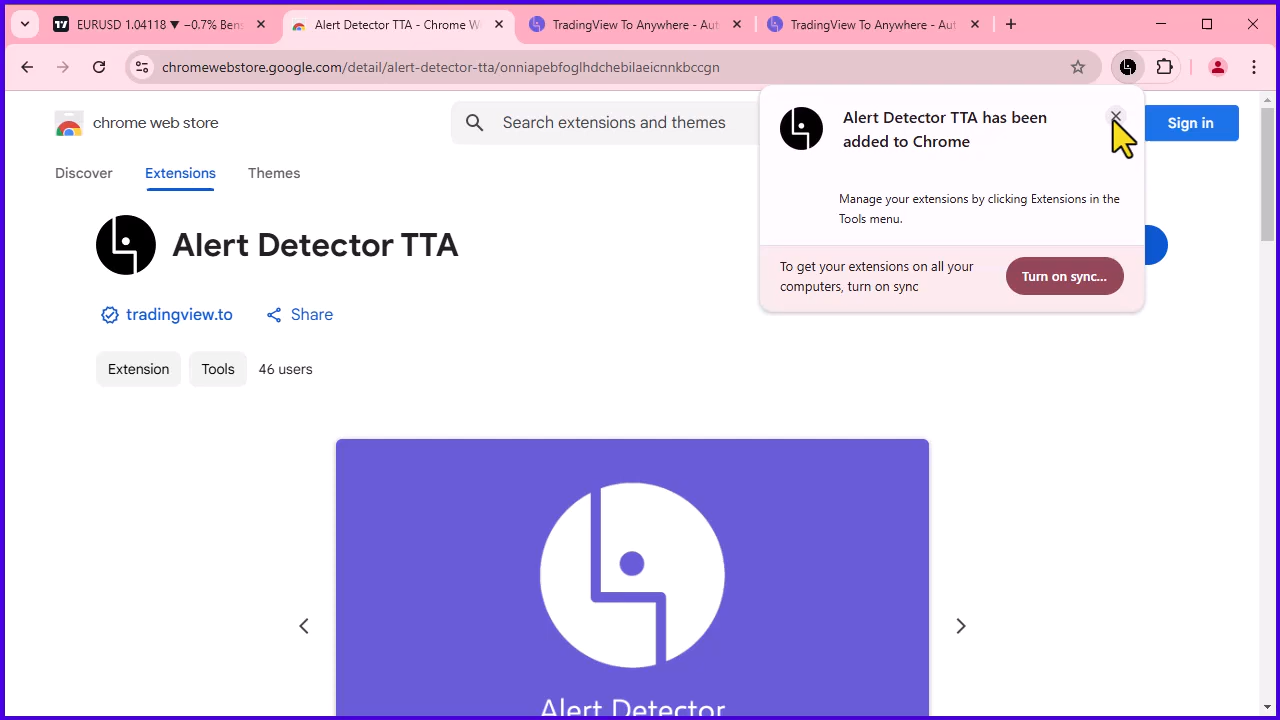 EURUSD 1.04118 ▼ −0.7% Ben
Alert Detector TTA - Chrome W
TradingView To Anywhere - Au
TradingView To Anywhere - Aut
chromewebstore.google.com/detail/alert-detector-tta/onniapebfoglhdchebilaeicnnkbccgn
chrome web store
Search extensions and themes
Sign in
Alert Detector TTA has been
added to Chrome
Manage your extensions by clicking Extensions in the
Tools menu.
To get your extensions on all your
computers, turn on sync
Turn on sync...
Discover
Extensions
Themes
Alert Detector TTA
tradingview.to
Share
Extension
Tools
46 users
Alert Detector